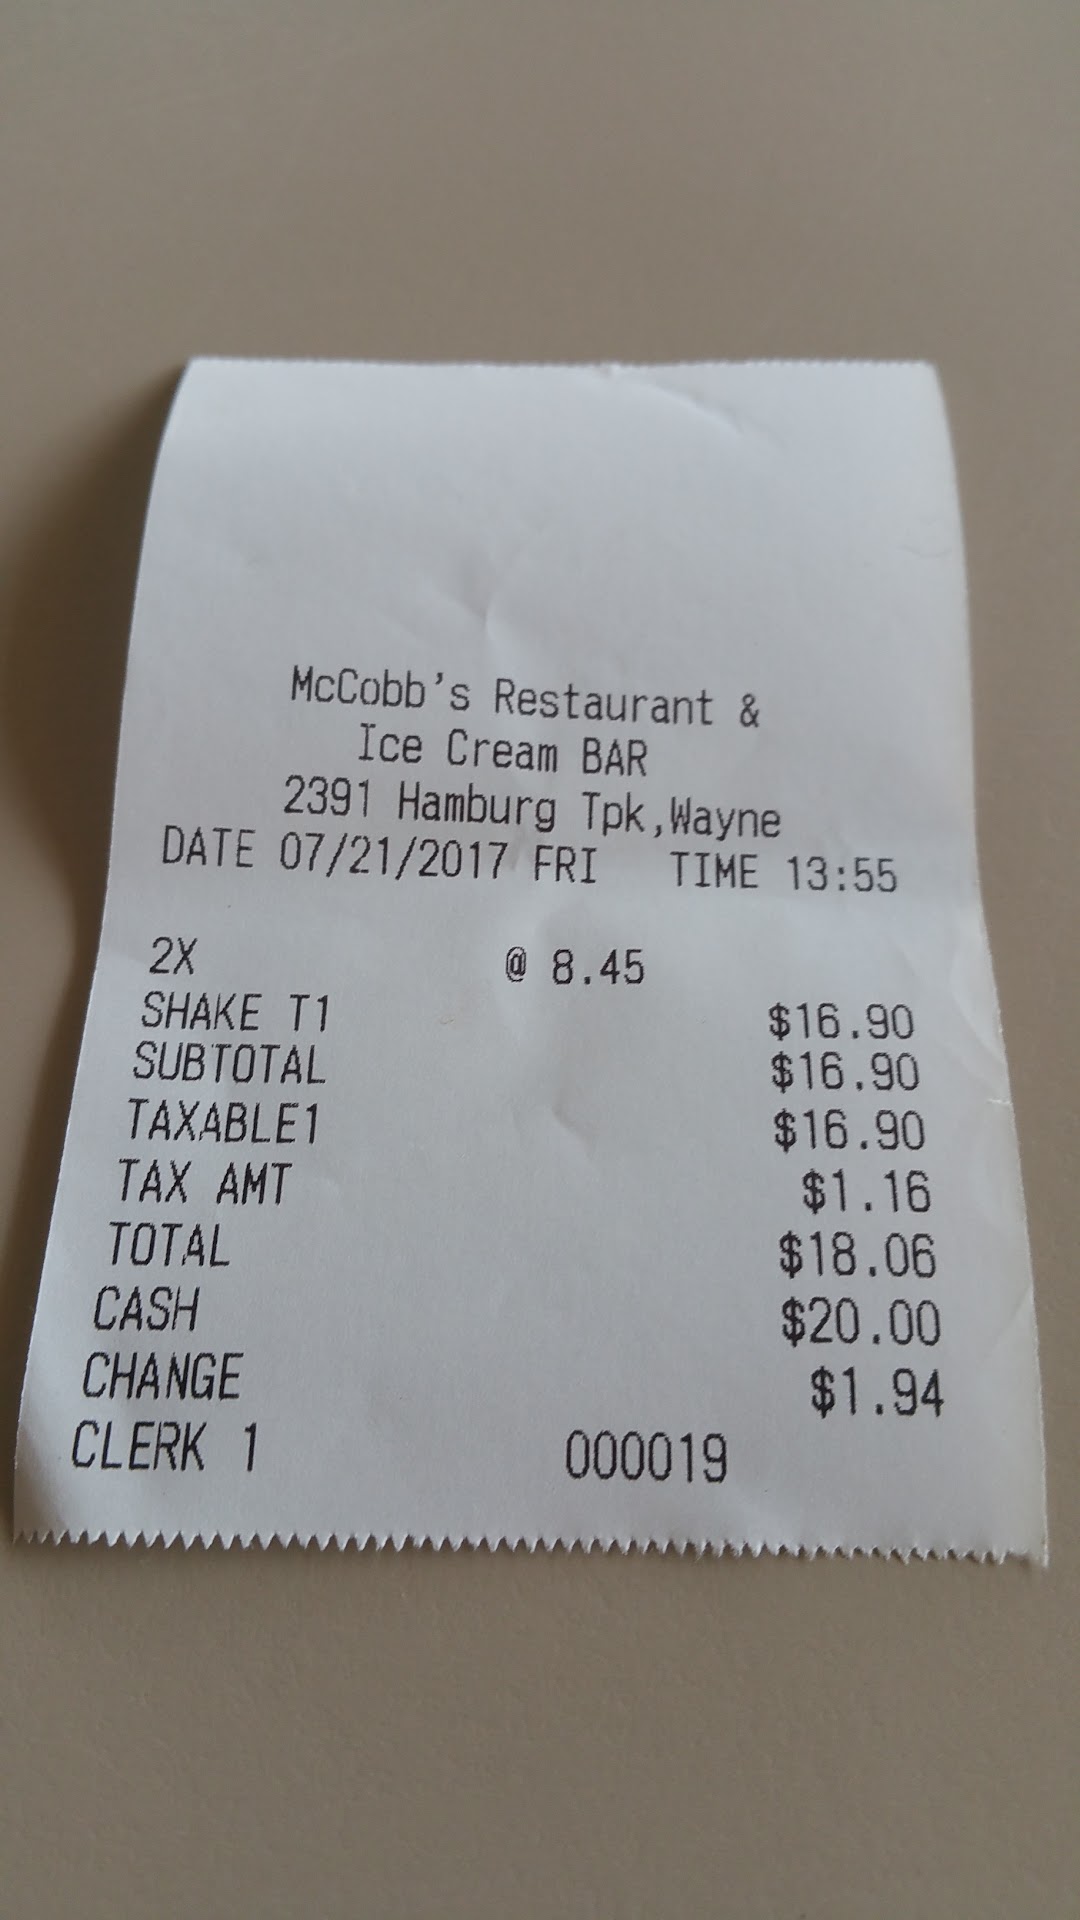 McCobb's Restaurant &
Ice Cream BAR
2391 Hamburg Tpk,Wayne
DATE 07/21/2017 FRI TIME 13:55
2X @ 8.45
SHAKE T1 $16.90
SUBTOTAL $16.90
TAXABLE1 $16.90
TAX AMT $1.16
TOTAL $18.06
CASH $20.00
CHANGE $1.94
CLERK 1 000019